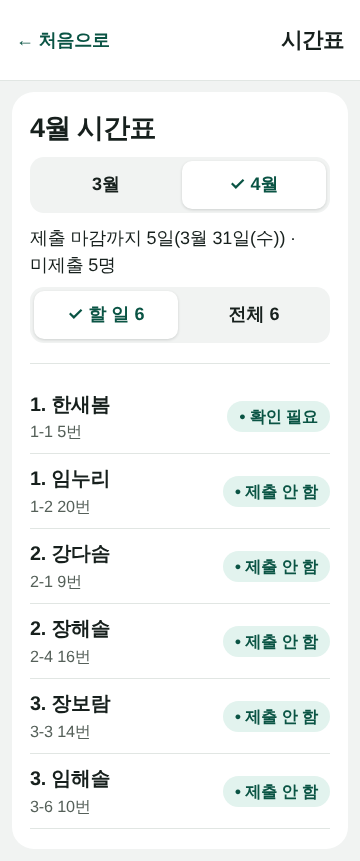 ← 처음으로
시간표
4월 시간표
3월
✓ 4월
제출 마감까지 5일(3월 31일(수)) ·
미제출 5명
✓ 할 일 6
전체 6
1. 한새봄
• 확인 필요
1-1 5번
1. 임누리
• 제출 안 함
1-2 20번
2. 강다솜
• 제출 안 함
2-1 9번
2. 장해솔
• 제출 안 함
2-4 16번
3. 장보람
• 제출 안 함
3-3 14번
3. 임해솔
• 제출 안 함
3-6 10번